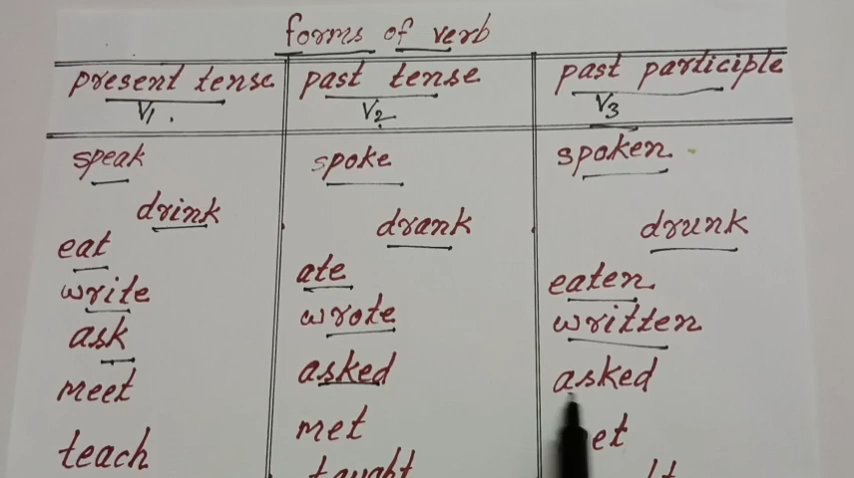 forms of verb
present tense past tense past participle
V1. V2. V3
speak spoke spoken
drink drank drunk
eat ate eaten
write wrote written
ask asked asked
meet met
teach taught